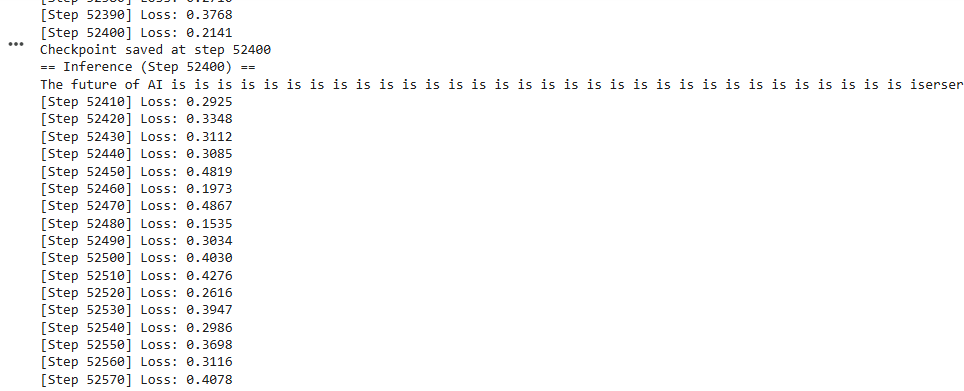 [Step 52390] Loss: 0.3768
[Step 52400] Loss: 0.2141
Checkpoint saved at step 52400
== Inference (Step 52400) ==
The future of AI is is is is is is is is is is is is is is is is is is is is is is is is is is is is is is is is iserser
[Step 52410] Loss: 0.2925
[Step 52420] Loss: 0.3348
[Step 52430] Loss: 0.3112
[Step 52440] Loss: 0.3085
[Step 52450] Loss: 0.4819
[Step 52460] Loss: 0.1973
[Step 52470] Loss: 0.4867
[Step 52480] Loss: 0.1535
[Step 52490] Loss: 0.3034
[Step 52500] Loss: 0.4030
[Step 52510] Loss: 0.4276
[Step 52520] Loss: 0.2616
[Step 52530] Loss: 0.3947
[Step 52540] Loss: 0.2986
[Step 52550] Loss: 0.3698
[Step 52560] Loss: 0.3116
[Step 52570] Loss: 0.4078